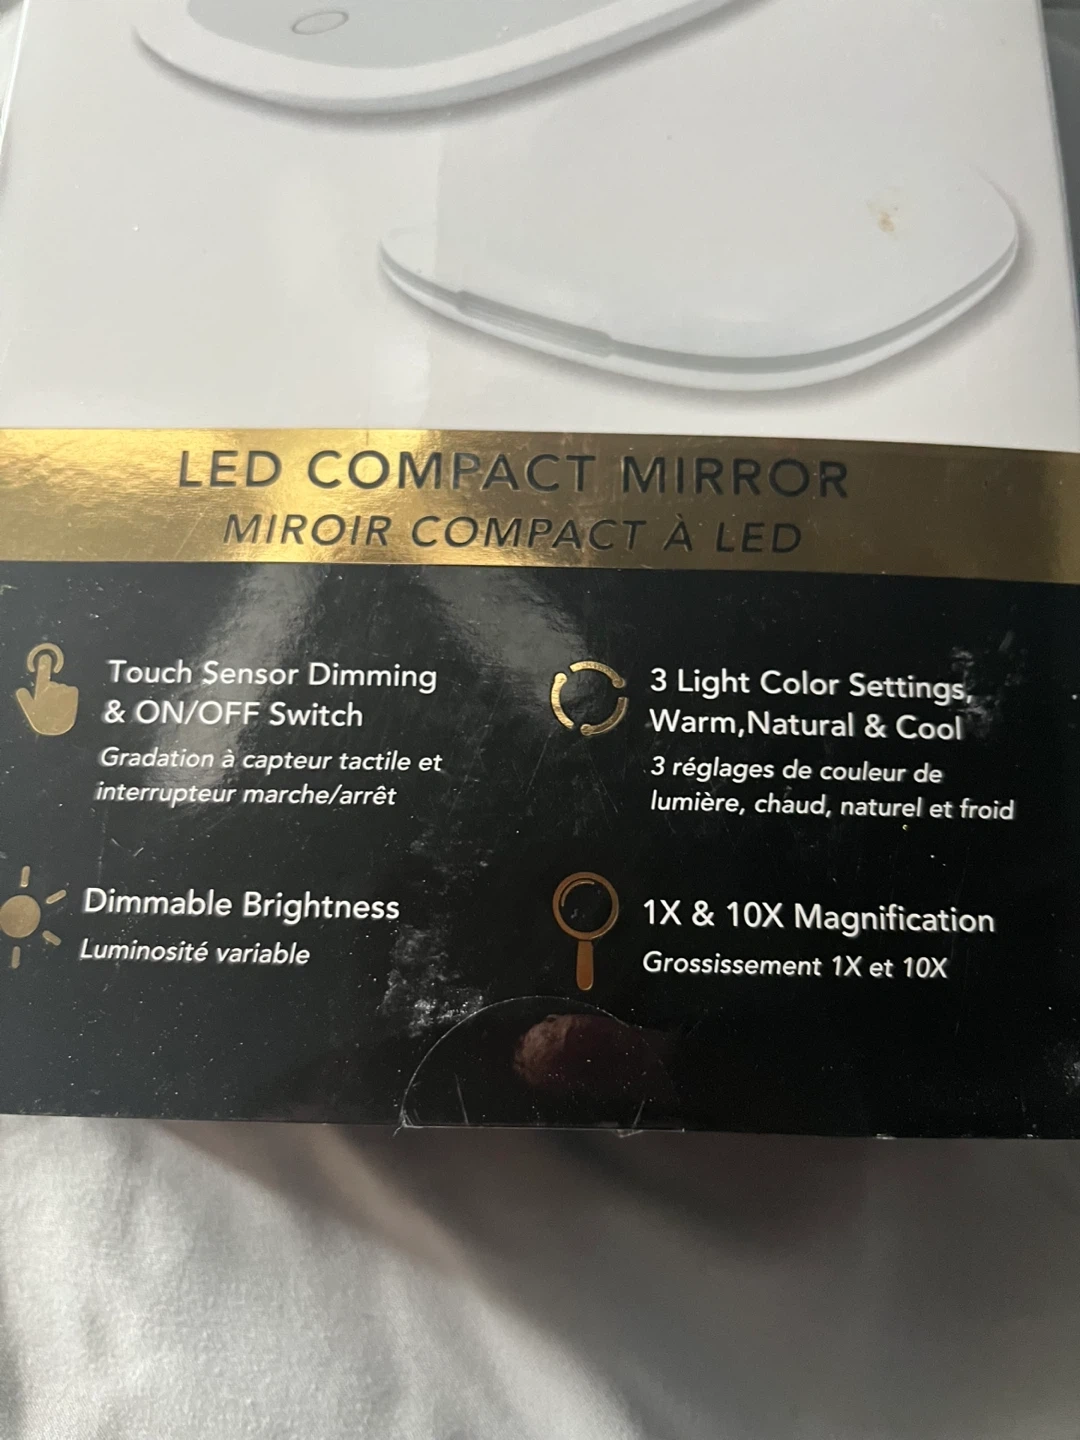 LED COMPACT MIRROR
MIROIR COMPACT À LED
Touch Sensor Dimming
& ON/OFF Switch
Gradation à capteur tactile et
interrupteur marche/arrêt
3 Light Color Settings,
Warm,Natural & Cool
3 réglages de couleur de
lumière, chaud, naturel et froid
Dimmable Brightness
Luminosité variable
1X & 10X Magnification
Grossissement 1X et 10X